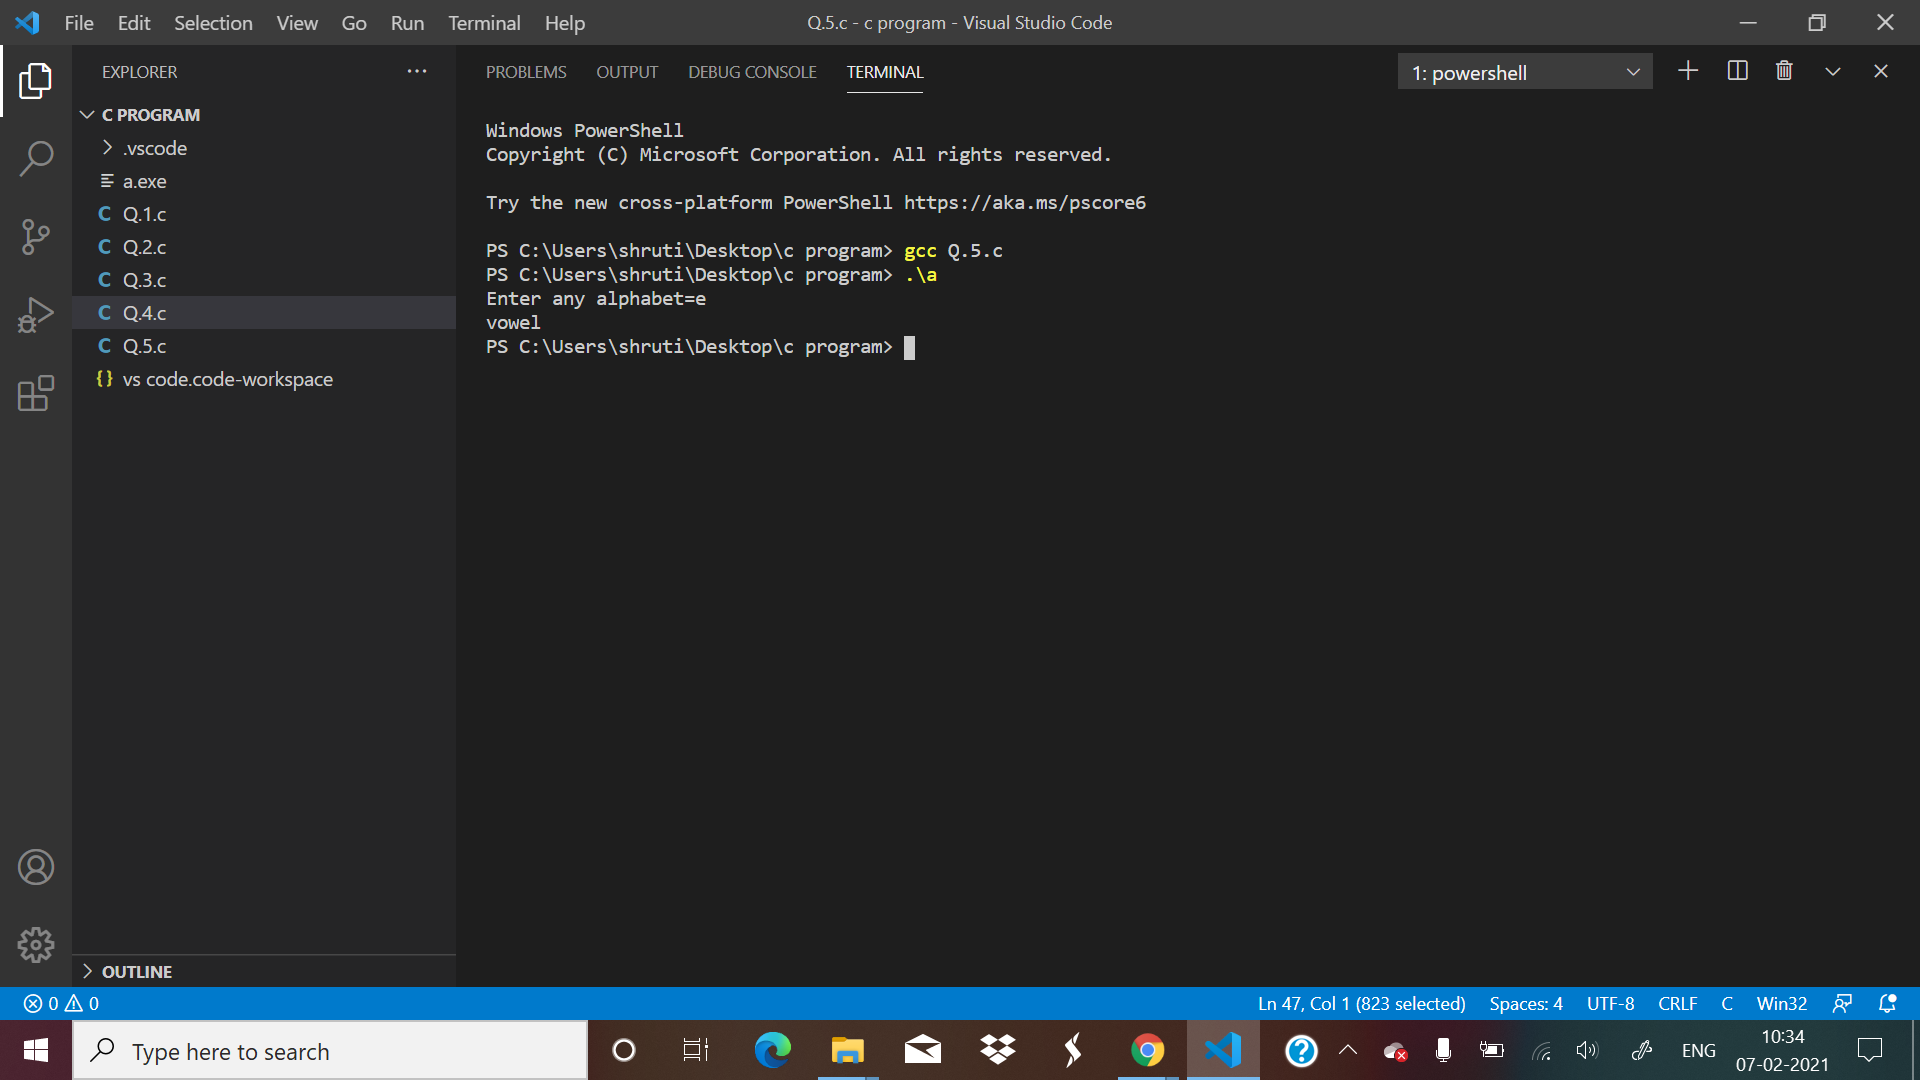 File Edit Selection View Go Run Terminal Help
Q.5.c - c program - Visual Studio Code
EXPLORER
C PROGRAM
.vscode
a.exe
C Q.1.c
C Q.2.c
C Q.3.c
C Q.4.c
C Q.5.c
{} vs code.code-workspace
OUTLINE
PROBLEMS OUTPUT DEBUG CONSOLE TERMINAL
1: powershell
Windows PowerShell
Copyright (C) Microsoft Corporation. All rights reserved.
Try the new cross-platform PowerShell https://aka.ms/pscore6
PS C:\Users\shruti\Desktop\c program> gcc Q.5.c
PS C:\Users\shruti\Desktop\c program> .\a
Enter any alphabet=e
vowel
PS C:\Users\shruti\Desktop\c program>
0 0
Ln 47, Col 1 (823 selected) Spaces: 4 UTF-8 CRLF C Win32
Type here to search
ENG
10:34
07-02-2021